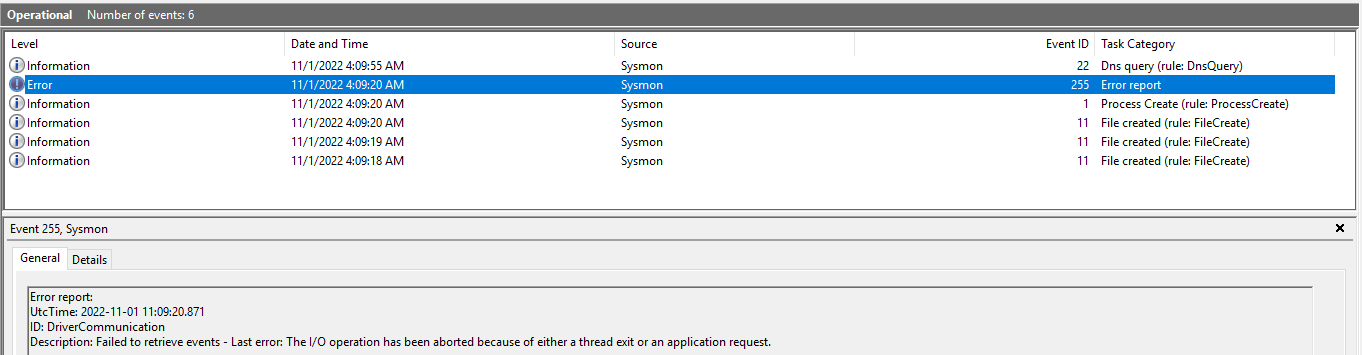 Operational Number of events: 6
Level Date and Time Source Event ID Task Category
Information 11/1/2022 4:09:55 AM Sysmon 22 Dns query (rule: DnsQuery)
Error 11/1/2022 4:09:20 AM Sysmon 255 Error report
Information 11/1/2022 4:09:20 AM Sysmon 1 Process Create (rule: ProcessCreate)
Information 11/1/2022 4:09:20 AM Sysmon 11 File created (rule: FileCreate)
Information 11/1/2022 4:09:19 AM Sysmon 11 File created (rule: FileCreate)
Information 11/1/2022 4:09:18 AM Sysmon 11 File created (rule: FileCreate)
Event 255, Sysmon
General Details
Error report:
UtcTime: 2022-11-01 11:09:20.871
ID: DriverCommunication
Description: Failed to retrieve events - Last error: The I/O operation has been aborted because of either a thread exit or an application request.